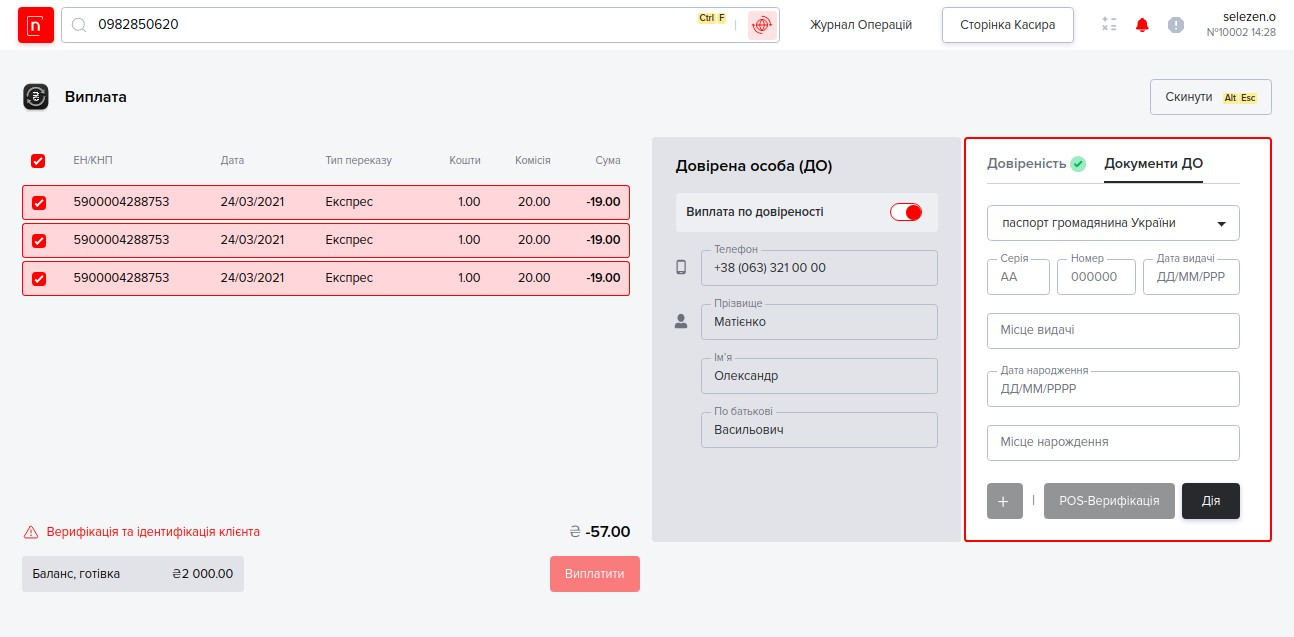 n
0982850620
Ctrl F
Журнал Операцій
Сторінка Касира
selezen.o
№10002 14:28
Виплата
Скинути Alt Esc
ЕН/КНП Дата Тип переказу Кошти Комісія Сума
5900004288753 24/03/2021 Експрес 1.00 20.00 -19.00
5900004288753 24/03/2021 Експрес 1.00 20.00 -19.00
5900004288753 24/03/2021 Експрес 1.00 20.00 -19.00
Верифікація та ідентифікація клієнта
₴ -57.00
Баланс, готівка ₴2 000.00
Виплатити
Довірена особа (ДО)
Виплата по довіреності
Телефон
+38 (063) 321 00 00
Прізвище
Матієнко
Ім'я
Олександр
По батькові
Васильович
Довіреність
Документи ДО
паспорт громадянина України
Серія Номер Дата видачі
АА 000000 ДД/ММ/РРР
Місце видачі
Дата народження
ДД/ММ/РРРР
Місце нарождення
+ | POS-Верифікація Дія